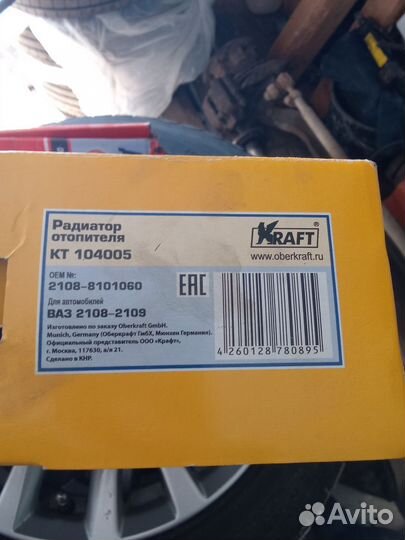 Радиатор
отопителя
КТ 104005
KRAFT
www.oberkraft.ru
OEM №:
2108-8101060
Для автомобилей
ВАЗ 2108-2109
EAC
Изготовлено по заказу Oberkraft GmbH.
Munich, Germany (Оберкрафт ГмбХ, Мюнхен Германия).
Официальный представитель ООО «Крафт»,
г. Москва, 117630, а/я 21.
Сделано в КНР.
4 260128 780895
Avito